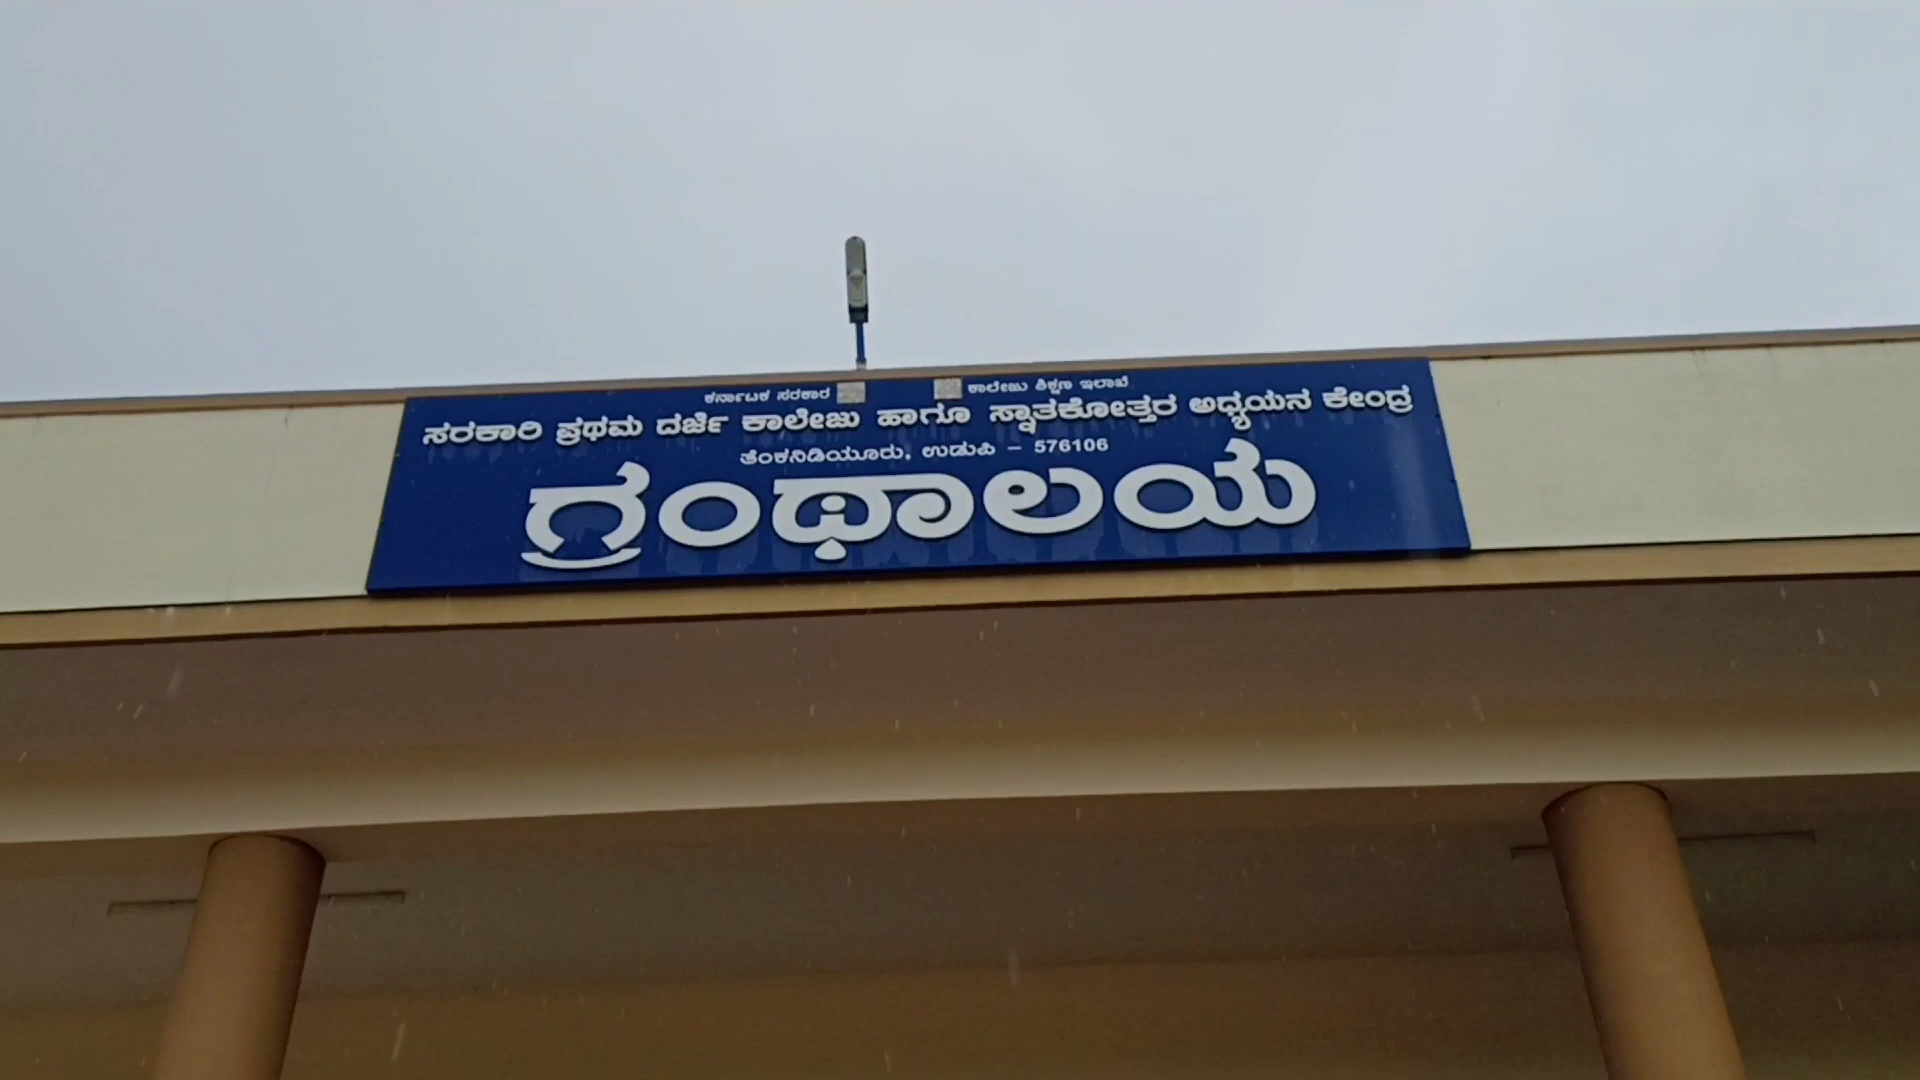 ಕರ್ನಾಟಕ ಸರಕಾರ ಕಾಲೇಜು ಶಿಕ್ಷಣ ಇಲಾಖೆ
ಸರಕಾರಿ ಪ್ರಥಮ ದರ್ಜೆ ಕಾಲೇಜು ಹಾಗೂ ಸ್ನಾತಕೋತ್ತರ ಅಧ್ಯಯನ ಕೇಂದ್ರ
ತೆಂಕನಿಡಿಯೂರು, ಉಡುಪಿ – 576106
ಗ್ರಂಥಾಲಯ